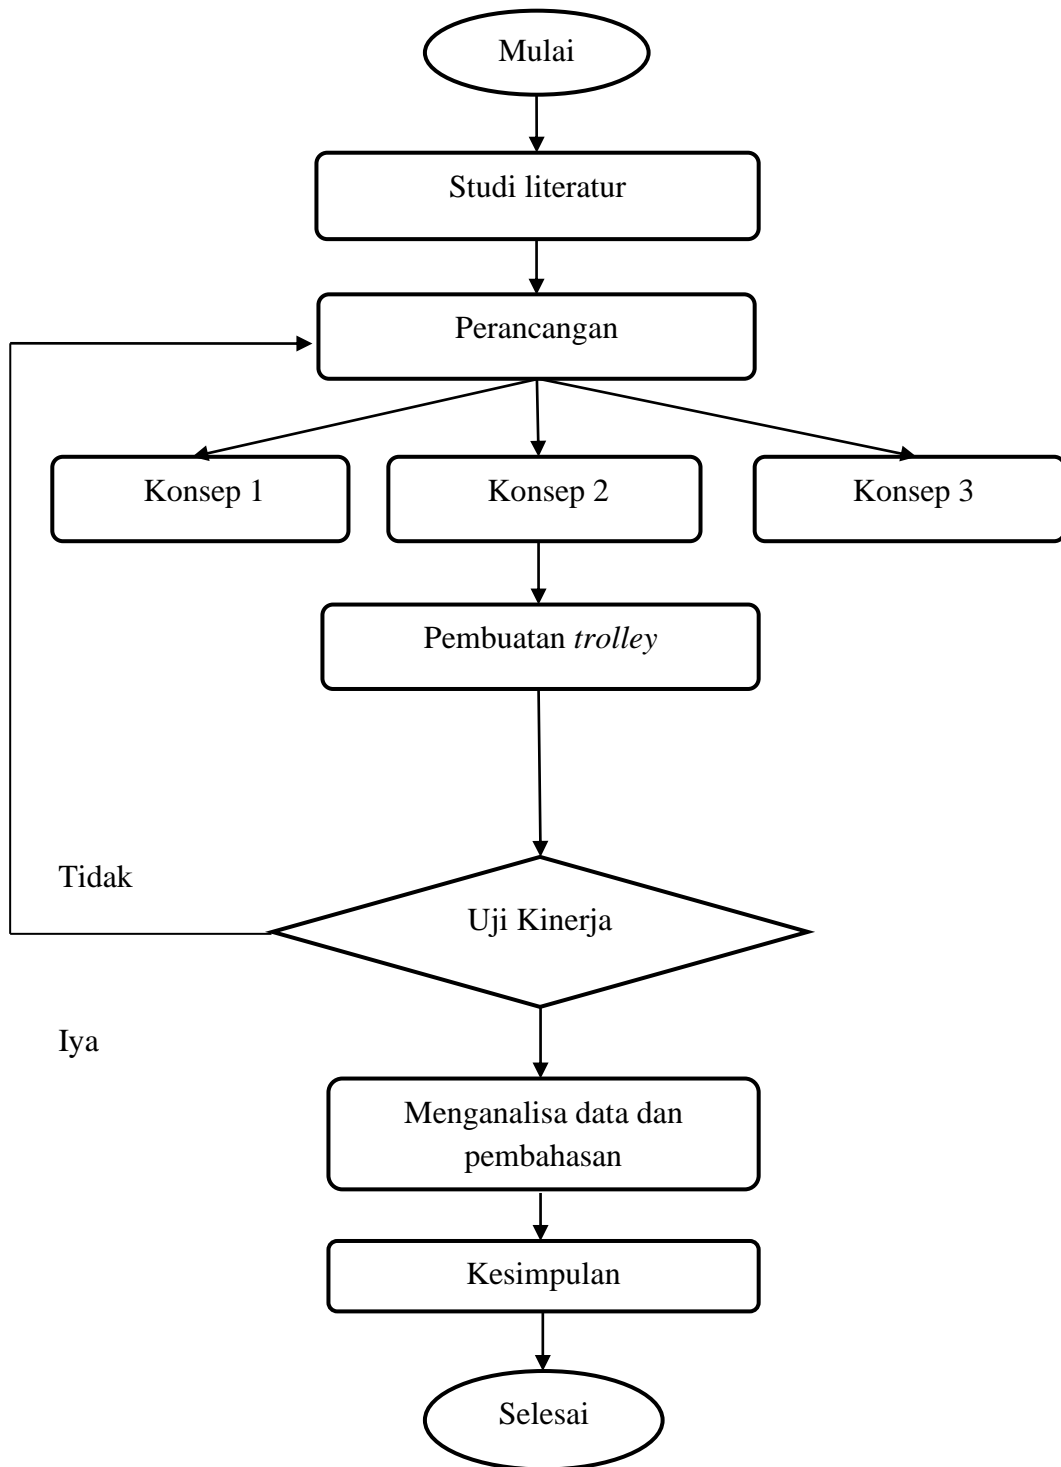 Mulai
Studi literatur
Perancangan
Konsep 1
Konsep 2
Konsep 3
Pembuatan trolley
Tidak
Uji Kinerja
Iya
Menganalisa data dan
pembahasan
Kesimpulan
Selesai